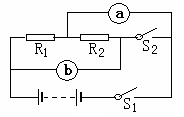 a
R₁ R₂ S₂
b
S₁